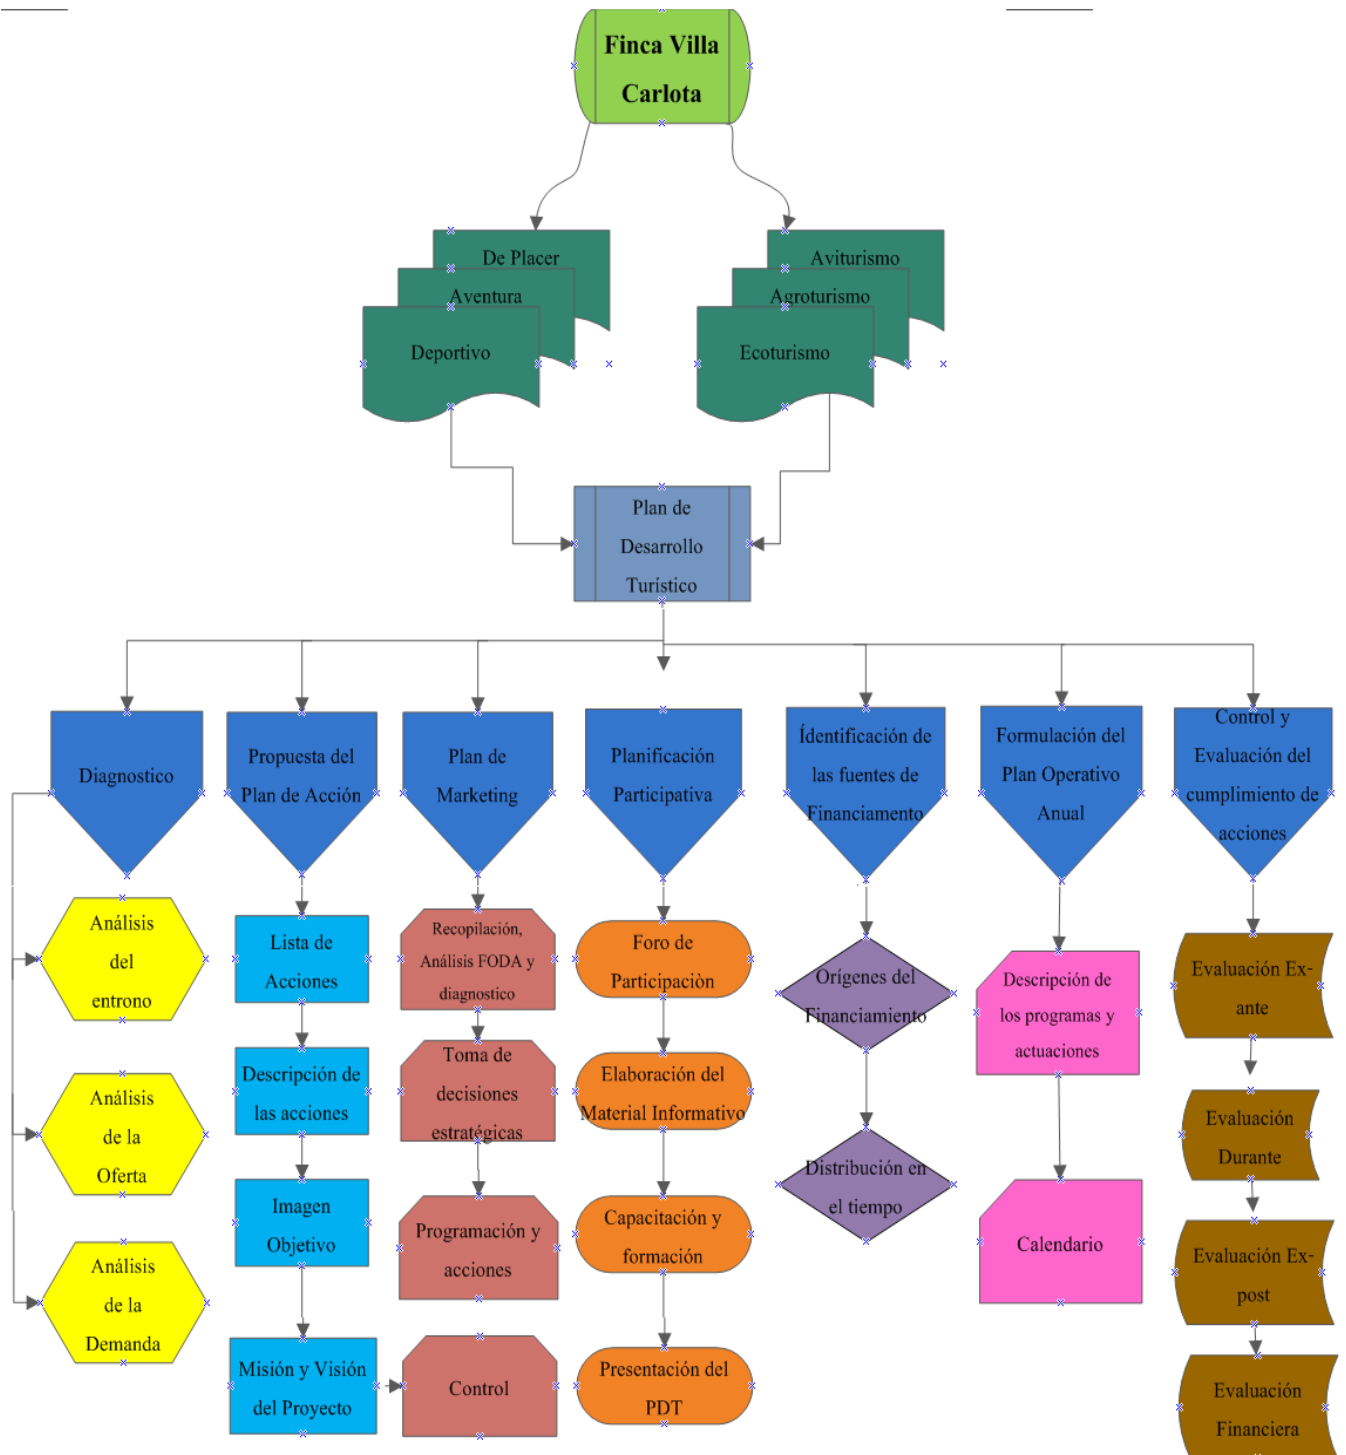 Finca Villa
Carlota
De Placer
Aventura
Deportivo
Aviturismo
Agroturismo
Ecoturismo
Plan de
Desarrollo
Turístico
Diagnostico
Propuesta del
Plan de Acción
Plan de
Marketing
Planificación
Participativa
Ídentificación de
las fuentes de
Financiamento
Formulación del
Plan Operativo
Anual
Control y
Evaluación del
cumplimiento de
acciones
Análisis
del
entrono
Análisis
de la
Oferta
Análisis
de la
Demanda
Lista de
Acciones
Descripción de
las acciones
Imagen
Objetivo
Misión y Visión
del Proyecto
Recopilación,
Análisis FODA y
diagnostico
Toma de
decisiones
estratégicas
Programación y
acciones
Control
Foro de
Participaciòn
Elaboración del
Material Informativo
Capacitación y
formación
Presentación del
PDT
Orígenes del
Financiamiento
Distribución en
el tiempo
Descripción de
los programas y
actuaciones
Calendario
Evaluación Ex-
ante
Evaluación
Durante
Evaluación Ex-
post
Evaluación
Financiera